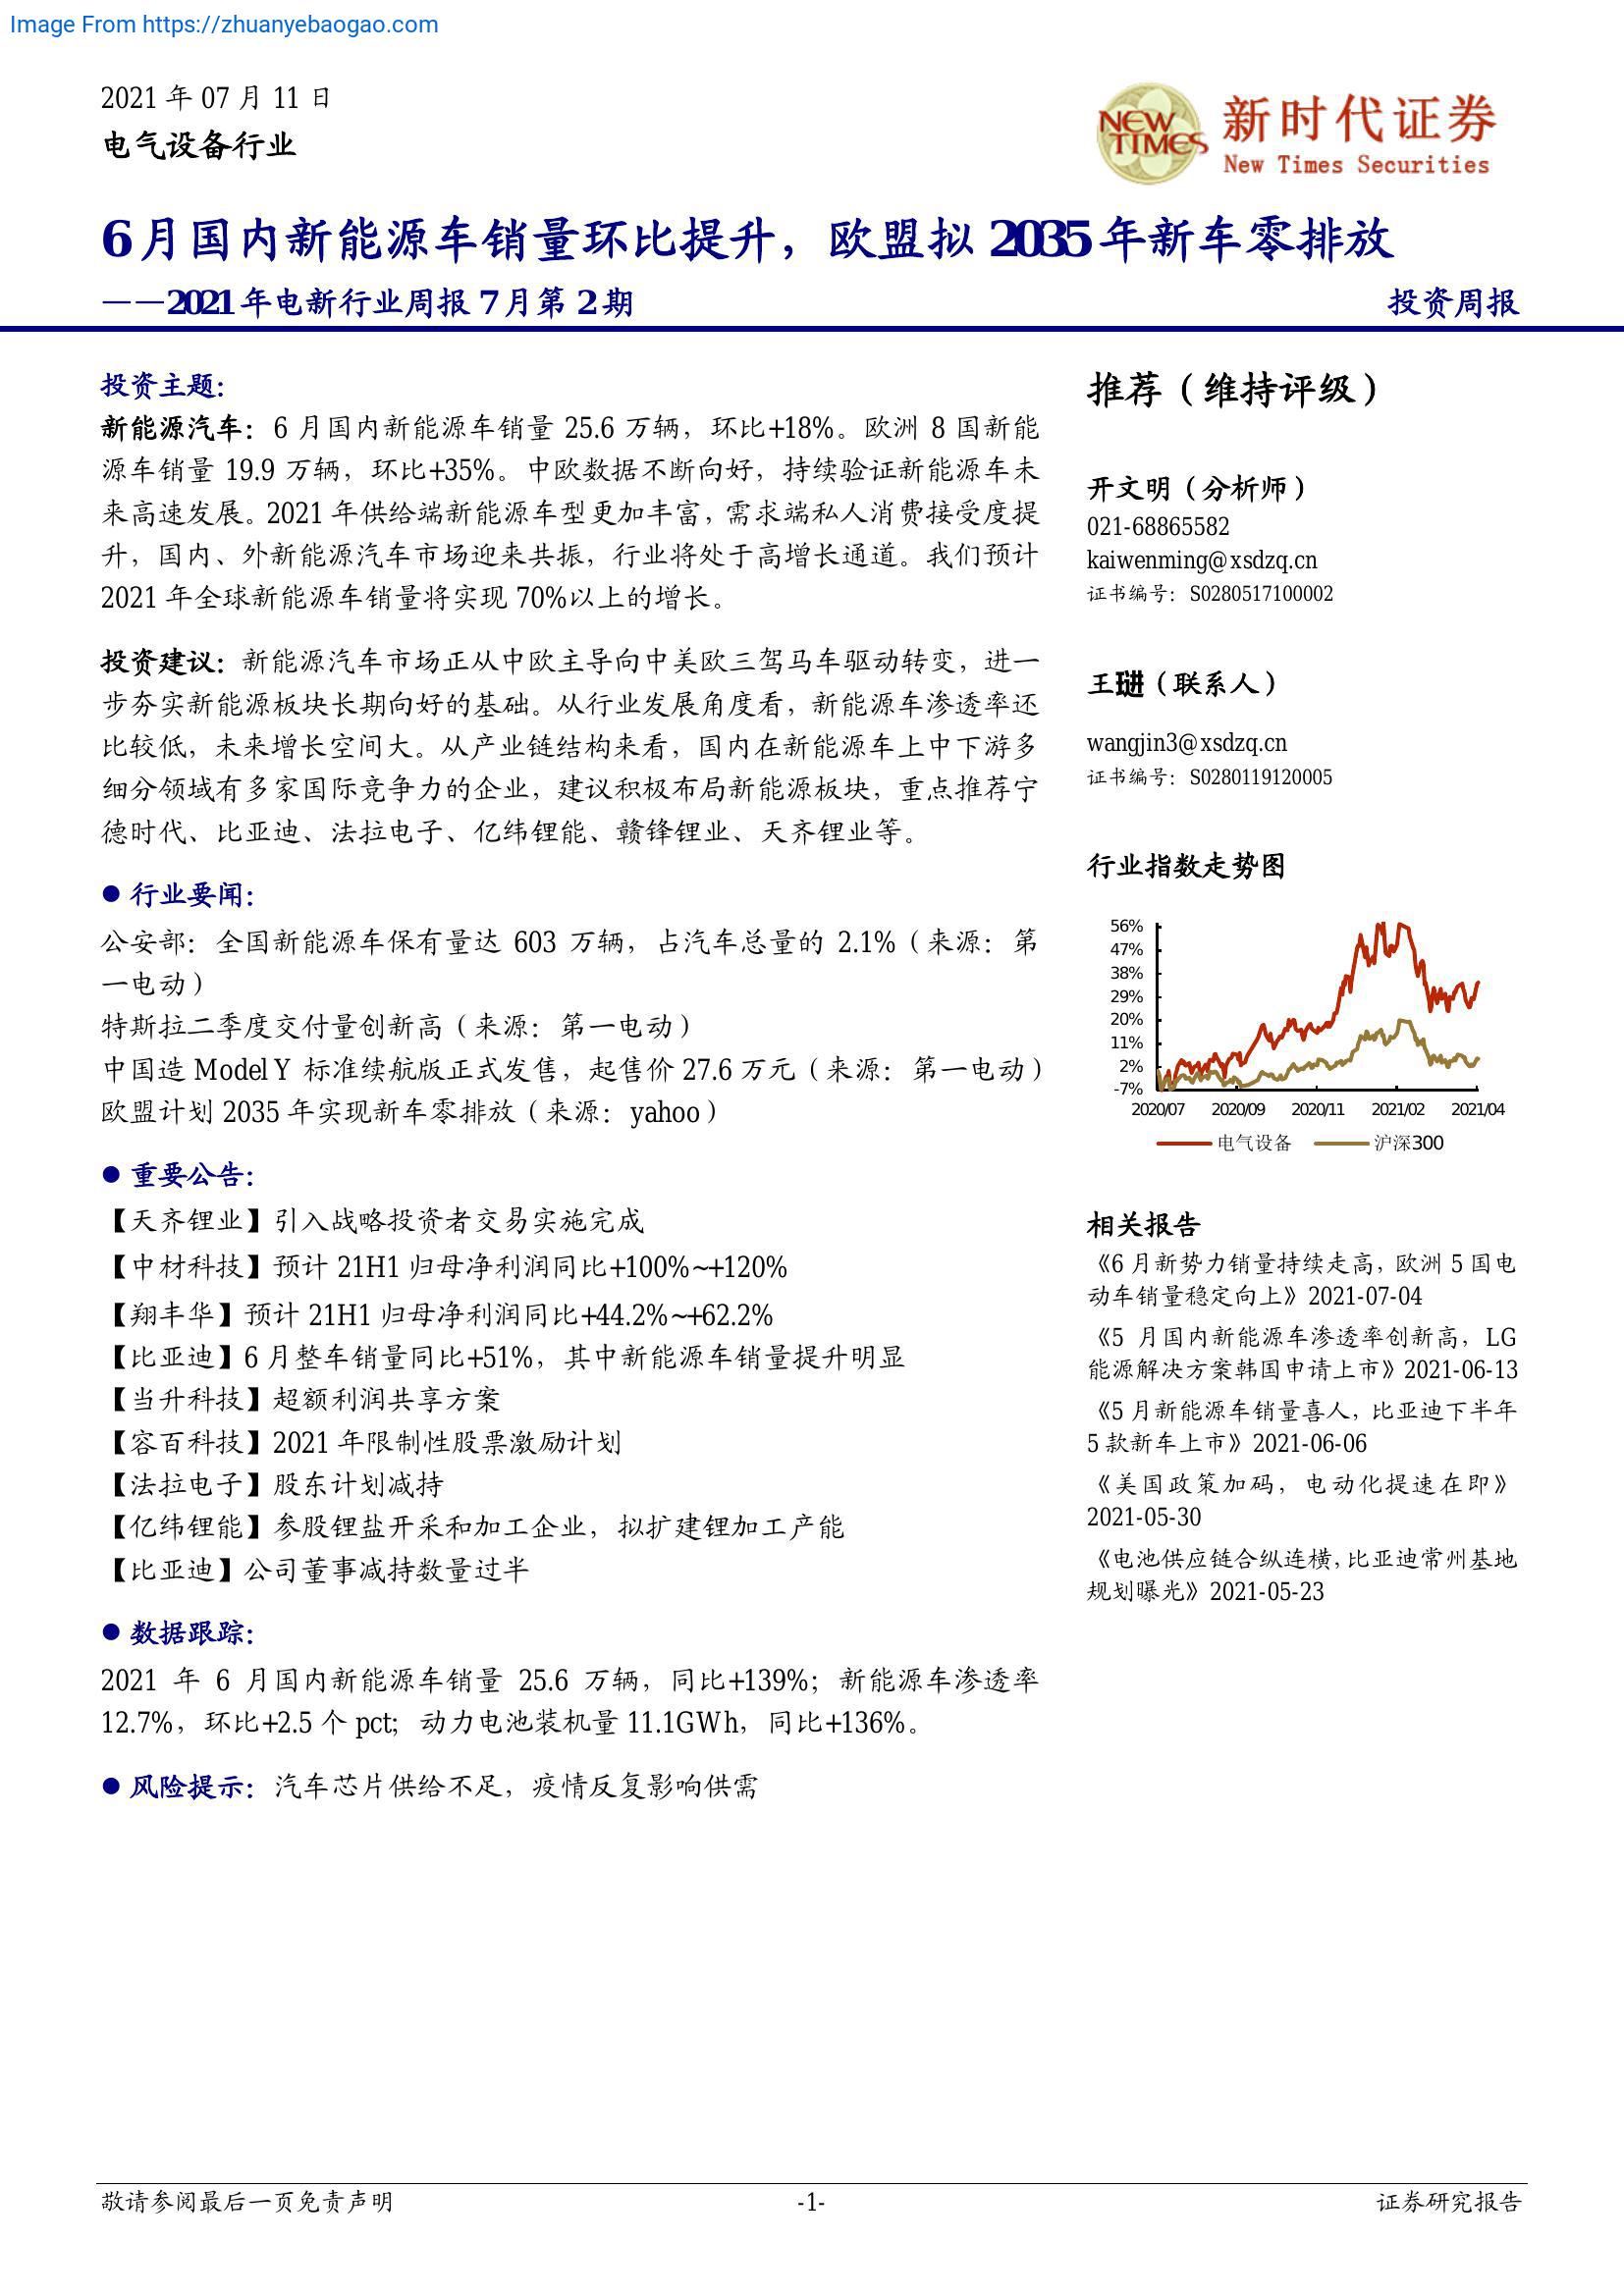 Image From https://zhuanyebaogao.com
2021 年 07 月 11 日
电气设备行业
NEW TIMES
新时代证券
New Times Securities
6 月国内新能源车销量环比提升，欧盟拟 2035 年新车零排放
——2021 年电新行业周报 7 月第 2 期
投资周报
投资主题：
新能源汽车：6 月国内新能源车销量 25.6 万辆，环比+18%。欧洲 8 国新能
源车销量 19.9 万辆，环比+35%。中欧数据不断向好，持续验证新能源车未
来高速发展。2021 年供给端新能源车型更加丰富，需求端私人消费接受度提
升，国内、外新能源汽车市场迎来共振，行业将处于高增长通道。我们预计
2021 年全球新能源车销量将实现 70%以上的增长。
投资建议：新能源汽车市场正从中欧主导向中美欧三驾马车驱动转变，进一
步夯实新能源板块长期向好的基础。从行业发展角度看，新能源车渗透率还
比较低，未来增长空间大。从产业链结构来看，国内在新能源车上中下游多
细分领域有多家国际竞争力的企业，建议积极布局新能源板块，重点推荐宁
德时代、比亚迪、法拉电子、亿纬锂能、赣锋锂业、天齐锂业等。
● 行业要闻：
公安部：全国新能源车保有量达 603 万辆，占汽车总量的 2.1%（来源：第
一电动）
特斯拉二季度交付量创新高（来源：第一电动）
中国造 Model Y 标准续航版正式发售，起售价 27.6 万元（来源：第一电动）
欧盟计划 2035 年实现新车零排放（来源：yahoo）
● 重要公告：
【天齐锂业】引入战略投资者交易实施完成
【中材科技】预计 21H1 归母净利润同比+100%~+120%
【翔丰华】预计 21H1 归母净利润同比+44.2%~+62.2%
【比亚迪】6 月整车销量同比+51%，其中新能源车销量提升明显
【当升科技】超额利润共享方案
【容百科技】2021 年限制性股票激励计划
【法拉电子】股东计划减持
【亿纬锂能】参股锂盐开采和加工企业，拟扩建锂加工产能
【比亚迪】公司董事减持数量过半
● 数据跟踪：
2021 年 6 月国内新能源车销量 25.6 万辆，同比+139%；新能源车渗透率
12.7%，环比+2.5 个 pct；动力电池装机量 11.1GWh，同比+136%。
● 风险提示：汽车芯片供给不足，疫情反复影响供需
推荐（维持评级）
开文明（分析师）
021-68865582
kaiwenming@xsdzq.cn
证书编号：S0280517100002
王琎（联系人）
wangjin3@xsdzq.cn
证书编号：S0280119120005
行业指数走势图
56%
47%
38%
29%
20%
11%
2%
-7%
2020/07 2020/09 2020/11 2021/02 2021/04
电气设备 沪深300
相关报告
《6 月新势力销量持续走高，欧洲 5 国电
动车销量稳定向上》2021-07-04
《5 月国内新能源车渗透率创新高，LG
能源解决方案韩国申请上市》2021-06-13
《5 月新能源车销量喜人，比亚迪下半年
5 款新车上市》2021-06-06
《美国政策加码，电动化提速在即》
2021-05-30
《电池供应链合纵连横，比亚迪常州基地
规划曝光》2021-05-23
敬请参阅最后一页免责声明
-1-
证券研究报告